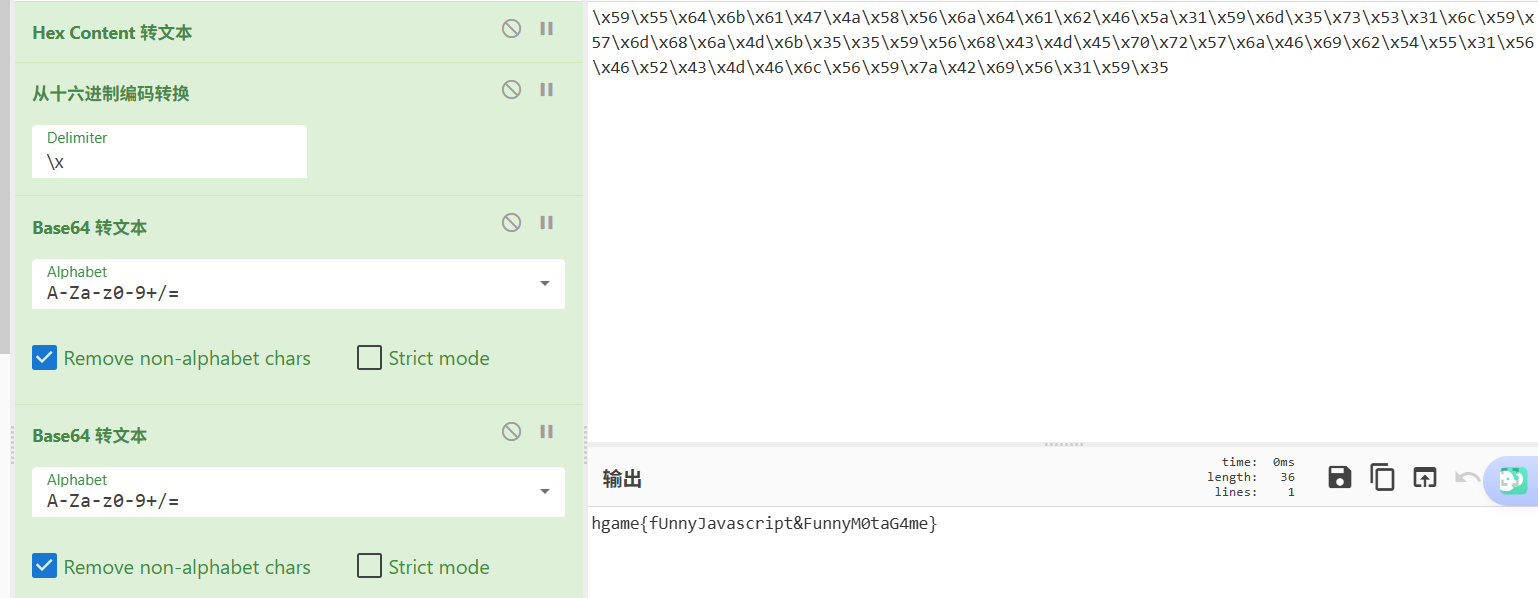 Hex Content 转文本
从十六进制编码转换
Delimiter
\x
Base64 转文本
Alphabet
A-Za-z0-9+/=
Remove non-alphabet chars
Strict mode
Base64 转文本
Alphabet
A-Za-z0-9+/=
Remove non-alphabet chars
Strict mode
\x59\x55\x64\x6b\x61\x47\x4a\x58\x56\x6a\x64\x61\x62\x46\x5a\x31\x59\x6d\x35\x73\x53\x31\x6c\x59\x
57\x6d\x68\x6a\x4d\x6b\x35\x35\x59\x56\x68\x43\x4d\x45\x70\x72\x57\x6a\x46\x69\x62\x54\x55\x31\x56
\x46\x52\x43\x4d\x46\x6c\x56\x59\x7a\x42\x69\x56\x31\x59\x35
输出
time: 0ms
length: 36
lines: 1
hgame{fUnnyJavascript&FunnyM0taG4me}